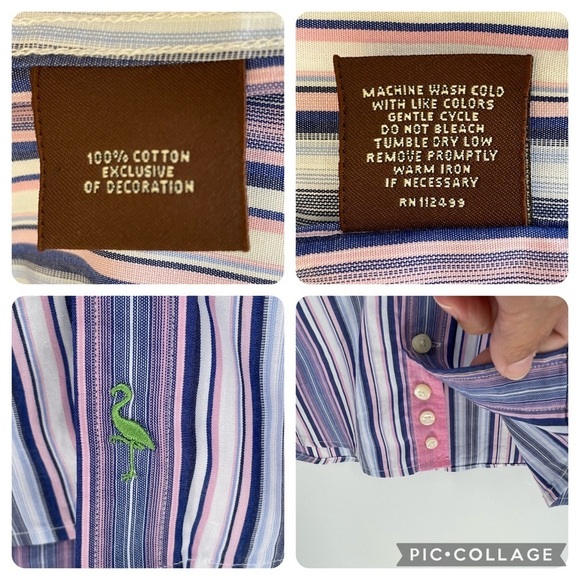 100% COTTON
EXCLUSIVE
OF DECORATION
MACHINE WASH COLD
WITH LIKE COLORS
GENTLE CYCLE
DO NOT BLEACH
TUMBLE DRY LOW
REMOVE PROMPTLY
WARM IRON
IF NECESSARY
RN 112499
PIC•COLLAGE